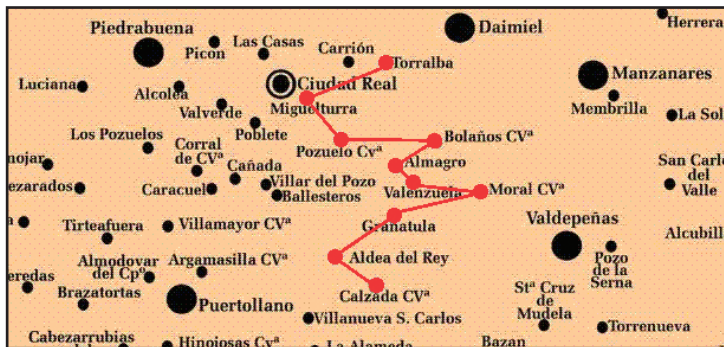 Piedrabuena
Daimiel
Herrera
Las Casas
Picon
Carrión
Torralba
Luciana
Alcolea
Ciudad Real
Manzanares
Valverde
Miguelturra
Membrilla
La Sol
Los Pozuelos
Poblete
Bolaños CVª
Corral
de CVª
Pozuelo Cvª
Almagro
San Carlos
del
Valle
nojar
Cañada
ezarados
Caracuel
Villar del Pozo
Ballesteros
Valenzuela
Moral CVª
a
Tirteafuera
Villamayor CVª
Granatula
Valdepeñas
Alcubill
Almodovar
del Cpº
Argamasilla CVª
Aldea del Rey
Pozo
de la
Serna
eredas
Brazatortas
Puertollano
Calzada CVª
Stª Cruz
de
Mudela
Villanueva S. Carlos
Torrenueva
Cabezarrubias
Hinojosas Cvª
La Alameda
Bazan